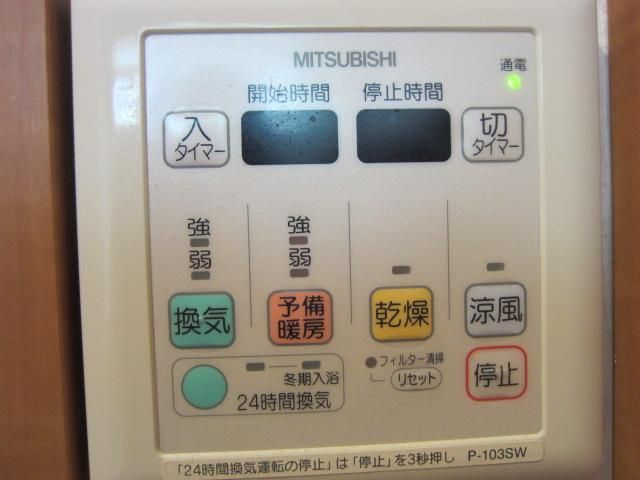 MITSUBISHI
通電
開始時間
停止時間
入
タイマー
切
タイマー
強
弱
強
弱
換気
予備
暖房
乾燥
涼風
冬期入浴
24時間換気
フィルター清掃
リセット
停止
「24時間換気運転の停止」は「停止」を3秒押し P-103SW